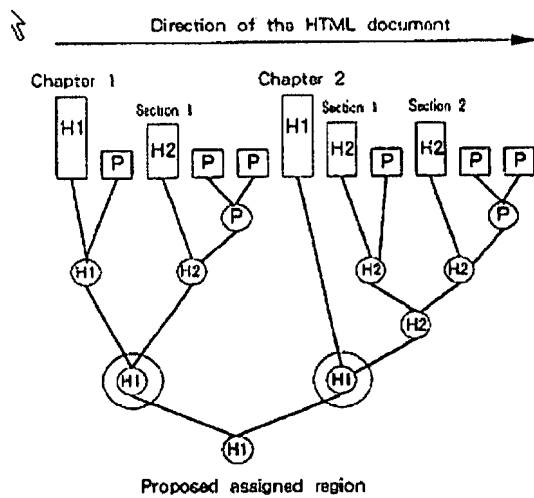 Direction of the HTML document
Chapter 1
Chapter 2
Section 1
Section 1
Section 2
H1
P
H2
P
P
H1
H2
P
H2
P
P
P
P
H1
H2
H2
H2
H2
H1
H1
H1
Proposed assigned region